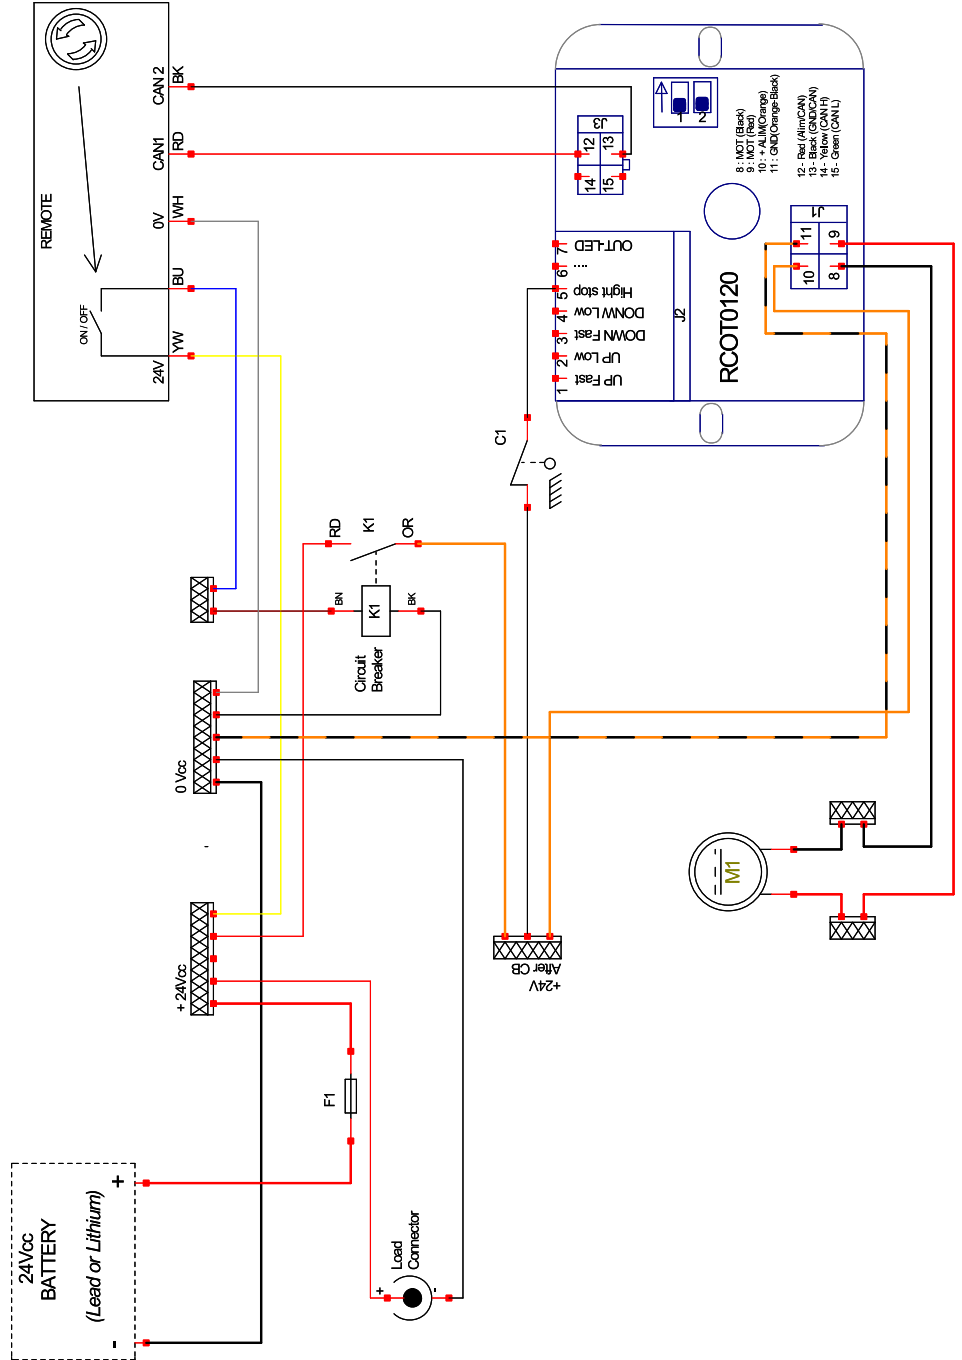 REMOTE
CAN 2
BK
CAN1
RD
0V
WH
BU
ON / OFF
24V
YW
J3
12
13
14
15
1
2
8 : MOT (Black)
9 : MOT (Red)
10 : + ALIM(Orange)
11 : GND(Orange-Black)
12 - Red (Alim/CAN)
13 - Black (GND/CAN)
14 - Yellow (CAN H)
15 - Green (CAN L)
J1
11
9
10
8
RCOT0120
J2
7 OUT-LED
6 ....
5 Hight stop
4 DONW Low
3 DOWN Fast
2 UP Low
1 UP Fast
C1
RD
K1
OR
BN
K1
BK
Circuit
Breaker
0 Vcc
-
+ 24Vcc
+24V
After CB
M1
F1
24Vcc
BATTERY
(Lead or Lithium)
+
-
Load
Connector
+
-